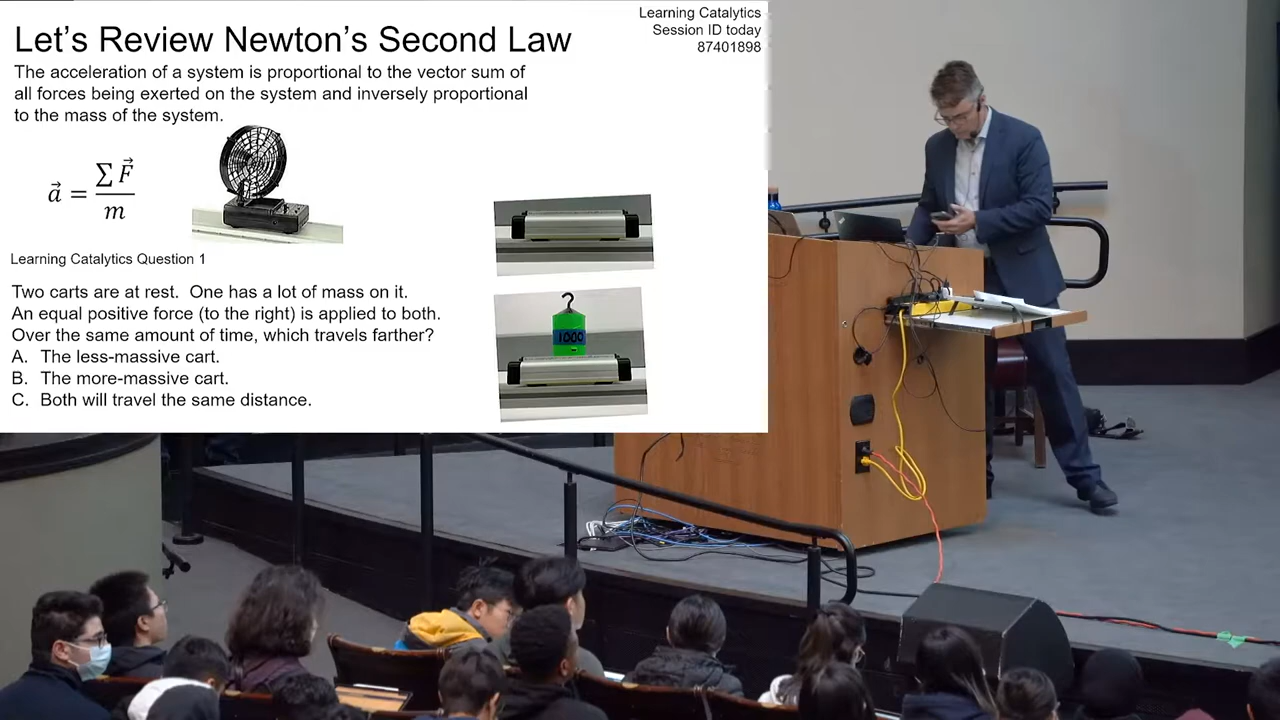 Let's Review Newton's Second Law
Learning Catalytics
Session ID today
87401898
The acceleration of a system is proportional to the vector sum of
all forces being exerted on the system and inversely proportional
to the mass of the system.
a⃗ = ∑ F⃗ / m
Learning Catalytics Question 1
Two carts are at rest.  One has a lot of mass on it.
An equal positive force (to the right) is applied to both.
Over the same amount of time, which travels farther?
A. The less-massive cart.
B. The more-massive cart.
C. Both will travel the same distance.
1000